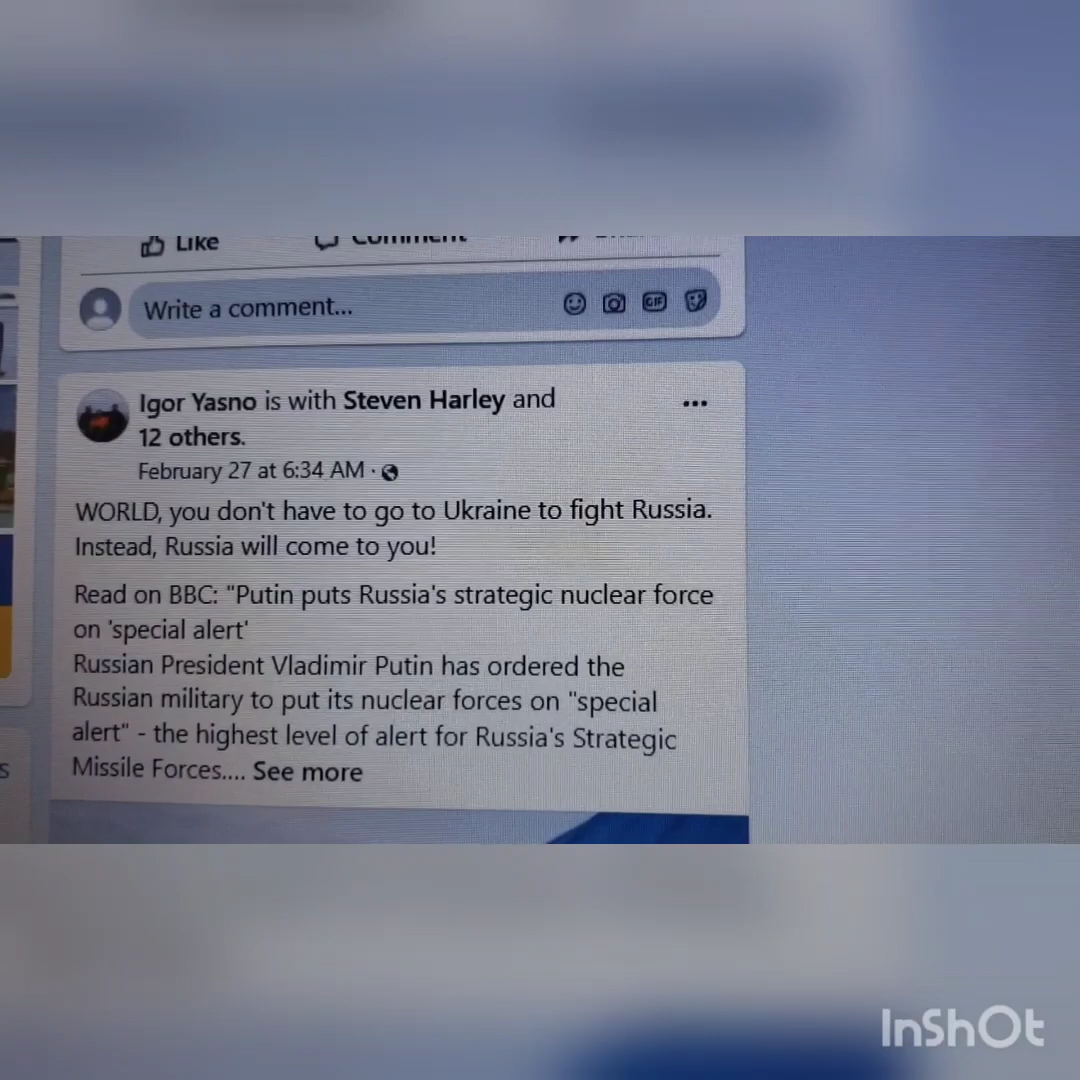 Like
Comment
Write a comment...
GIF
Igor Yasno is with Steven Harley and
12 others.
February 27 at 6:34 AM ·
WORLD, you don't have to go to Ukraine to fight Russia.
Instead, Russia will come to you!
Read on BBC: "Putin puts Russia's strategic nuclear force
on 'special alert'
Russian President Vladimir Putin has ordered the
Russian military to put its nuclear forces on "special
alert" - the highest level of alert for Russia's Strategic
Missile Forces.... See more
s
InShOt